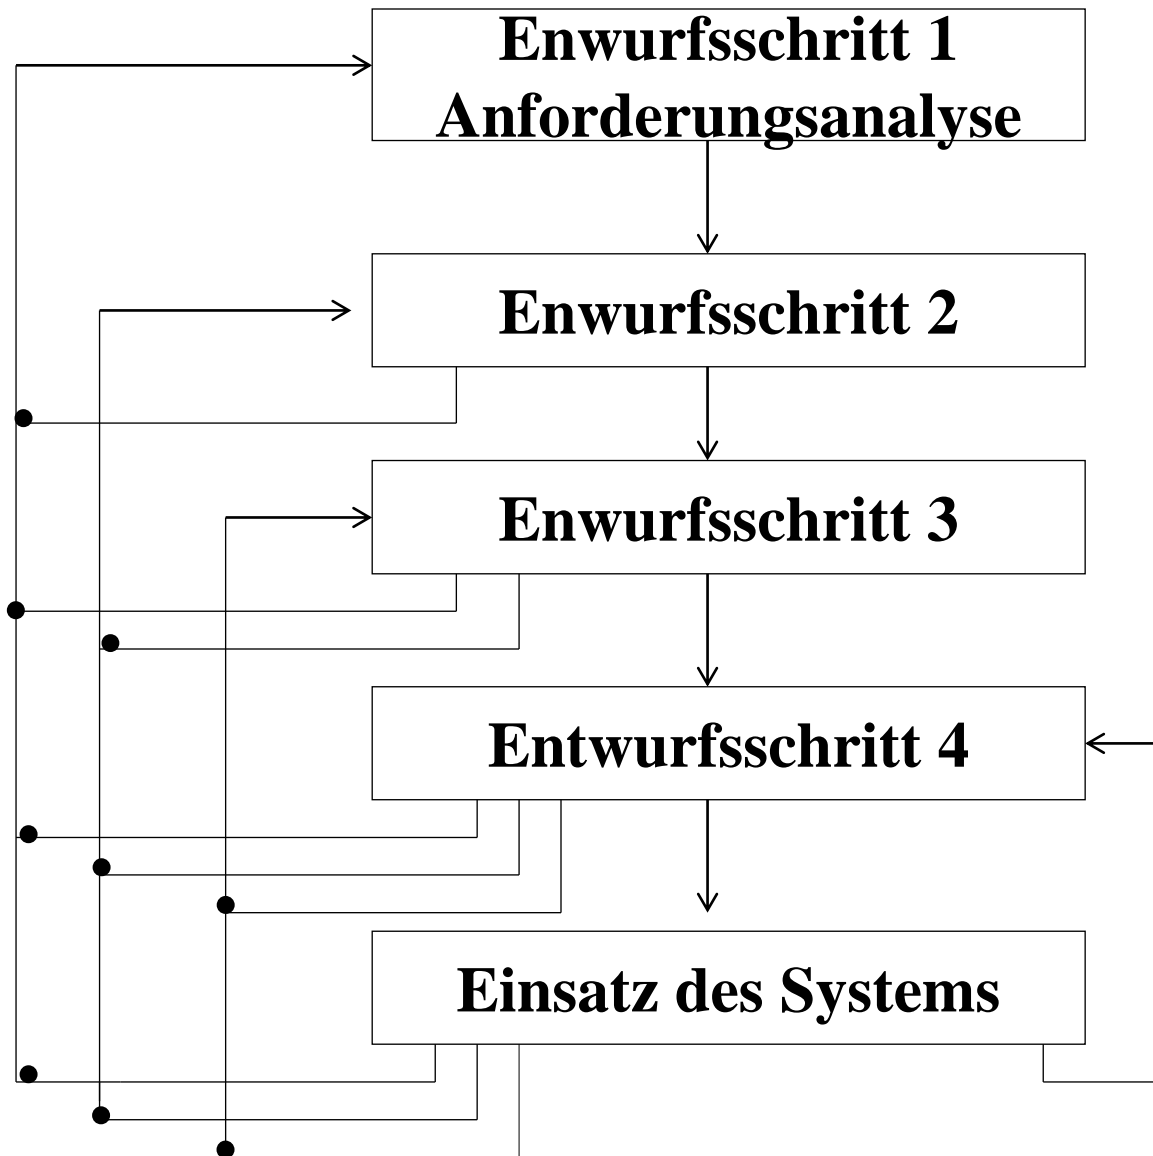 Enwurfsschritt 1
Anforderungsanalyse
Enwurfsschritt 2
Enwurfsschritt 3
Entwurfsschritt 4
Einsatz des Systems